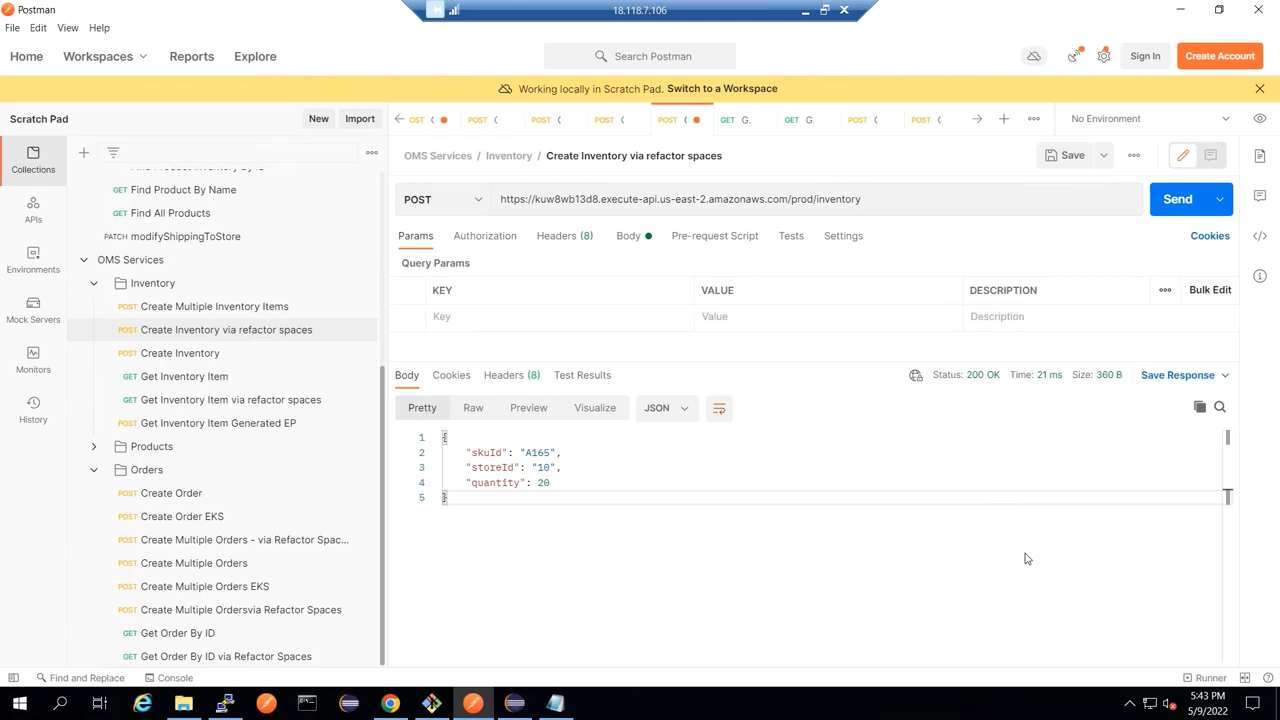 Postman
18.118.7.106
File Edit View Help
Home Workspaces Reports Explore
Search Postman
Sign In Create Account
Working locally in Scratch Pad. Switch to a Workspace
Scratch Pad New Import
OST ( POST ( POST ( POST ( POST ( GET G. GET G. POST ( POST ( No Environment
Collections
APIs
Environments
Mock Servers
Monitors
History
GET Find Product By Name
GET Find All Products
PATCH modifyShippingToStore
OMS Services
Inventory
POST Create Multiple Inventory Items
POST Create Inventory via refactor spaces
POST Create Inventory
GET Get Inventory Item
GET Get Inventory Item via refactor spaces
POST Get Inventory Item Generated EP
Products
Orders
POST Create Order
POST Create Order EKS
POST Create Multiple Orders - via Refactor Spac...
POST Create Multiple Orders
POST Create Multiple Orders EKS
POST Create Multiple Ordersvia Refactor Spaces
GET Get Order By ID
GET Get Order By ID via Refactor Spaces
OMS Services / Inventory / Create Inventory via refactor spaces Save
POST https://kuw8wb13d8.execute-api.us-east-2.amazonaws.com/prod/inventory Send
Params Authorization Headers (8) Body Pre-request Script Tests Settings Cookies
Query Params
KEY VALUE DESCRIPTION Bulk Edit
Key Value Description
Body Cookies Headers (8) Test Results Status: 200 OK Time: 21 ms Size: 360 B Save Response
Pretty Raw Preview Visualize JSON
1 {
2 "skuId": "A165",
3 "storeId": "10",
4 "quantity": 20
5 }
Find and Replace Console Runner
5:43 PM
5/9/2022